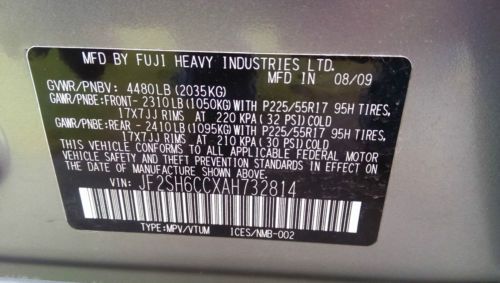 MFD BY FUJI HEAVY INDUSTRIES LTD.
MFD IN 08/09
GVWR/PNBV: 4480LB (2035KG)
GAWR/PNBE:FRONT-2310LB(1050KG)WITH P225/55R17 95H TIRES,
17X7JJ RIMS AT 220 KPA(32 PSI)COLD
GAWR/PNBE:REAR -2410LB(1095KG)WITH P225/55R17 95H TIRES,
17X7JJ RIMS AT 210 KPA(30 PSI)COLD
THIS VEHICLE CONFORMS TO ALL APPLICABLE FEDERAL MOTOR
VEHICLE SAFETY AND THEFT PREVENTION STANDARDS IN EFFECT
ON THE DATE OF MANUFACTURE SHOWN ABOVE.
VIN: JF2SH6CCXAH732814
TYPE:MPV/VTUM ICES/NMB-002